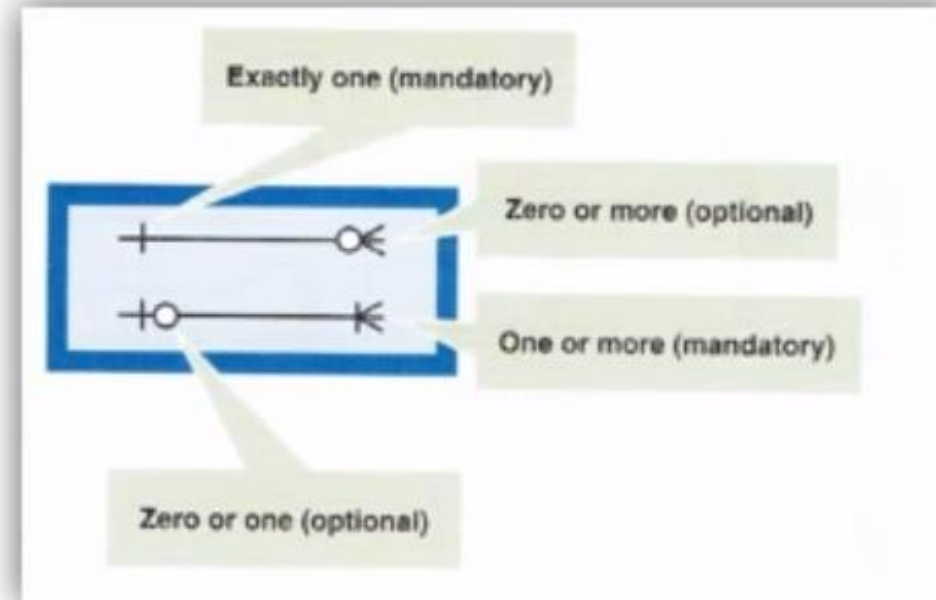 Exactly one (mandatory)
Zero or more (optional)
One or more (mandatory)
Zero or one (optional)